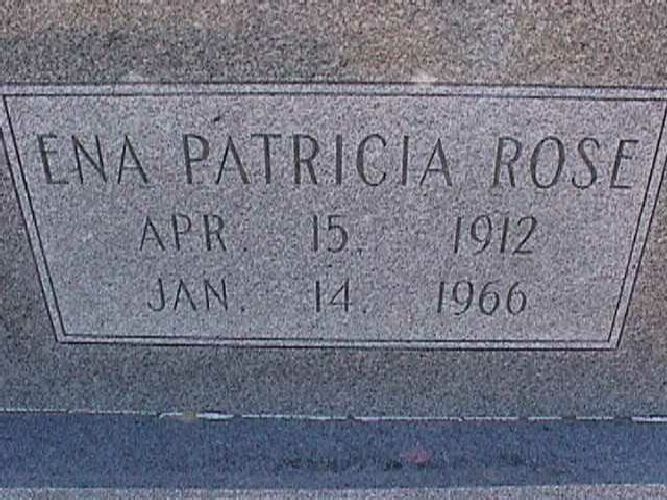 ENA PATRICIA ROSE
APR. 15. 1912
JAN. 14. 1966